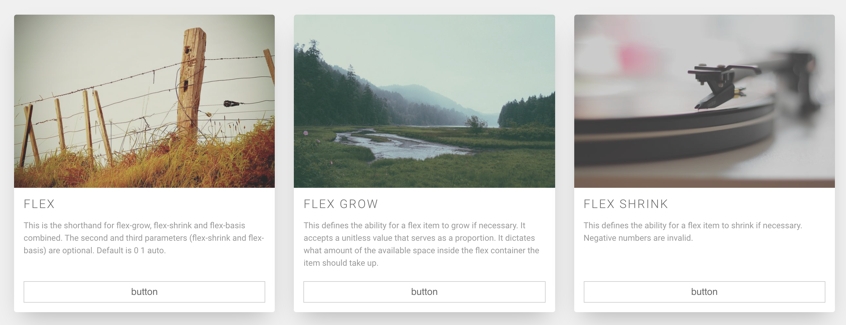 FLEX
This is the shorthand for flex-grow, flex-shrink and flex-basis
combined. The second and third parameters (flex-shrink and flex-
basis) are optional. Default is 0 1 auto.
button
FLEX GROW
This defines the ability for a flex item to grow if necessary. It
accepts a unitless value that serves as a proportion. It dictates
what amount of the available space inside the flex container the
item should take up.
button
FLEX SHRINK
This defines the ability for a flex item to shrink if necessary.
Negative numbers are invalid.
button